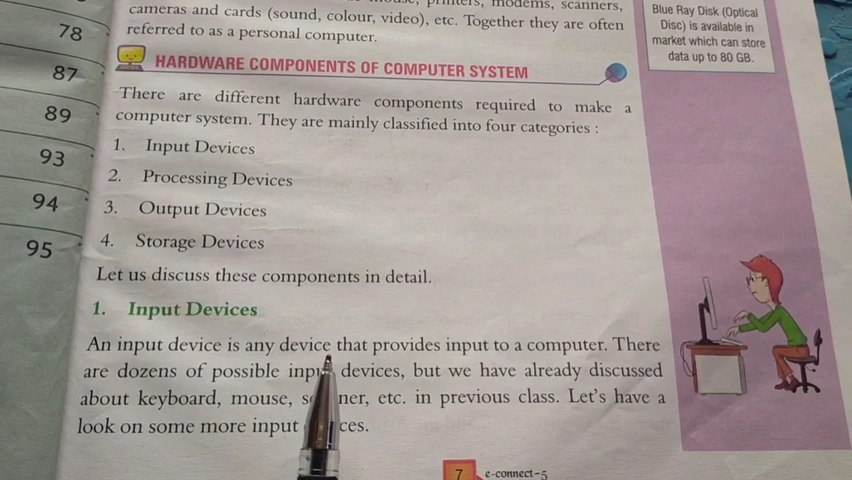 printers, modems, scanners,
cameras and cards (sound, colour, video), etc. Together they are often
referred to as a personal computer.
HARDWARE COMPONENTS OF COMPUTER SYSTEM
There are different hardware components required to make a
computer system. They are mainly classified into four categories :
1. Input Devices
2. Processing Devices
3. Output Devices
4. Storage Devices
Let us discuss these components in detail.
1. Input Devices
An input device is any device that provides input to a computer. There
are dozens of possible devices, but we have already discussed
about keyboard, mouse, etc. in previous class. Let's have a
look on some more input
7 e-connect-5
Blue Ray Disk (Optical
Disc) is available in
market which can store
data up to 80 GB.
78
87
89
93
94
95